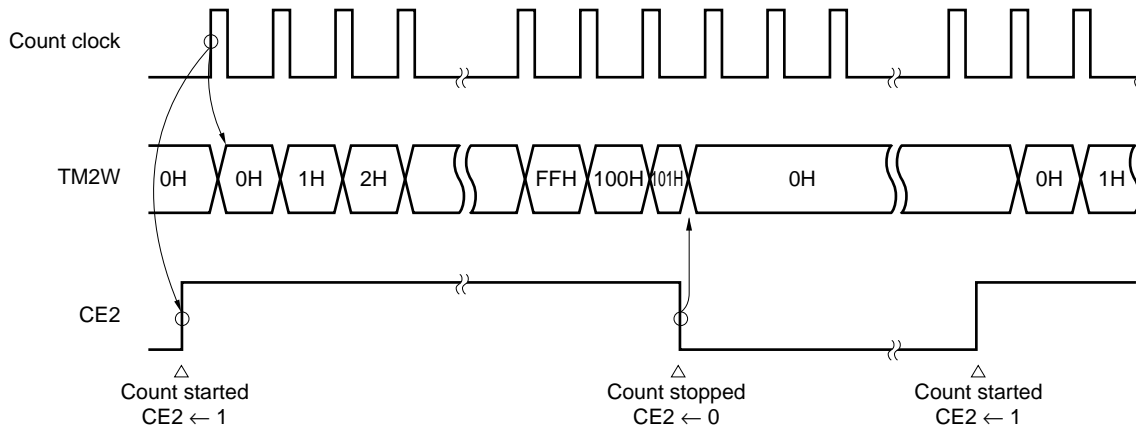 Count clock
TM2W
0H 0H 1H 2H FFH 100H 101H 0H 0H 1H
CE2
Count started
CE2 ← 1
Count stopped
CE2 ← 0
Count started
CE2 ← 1